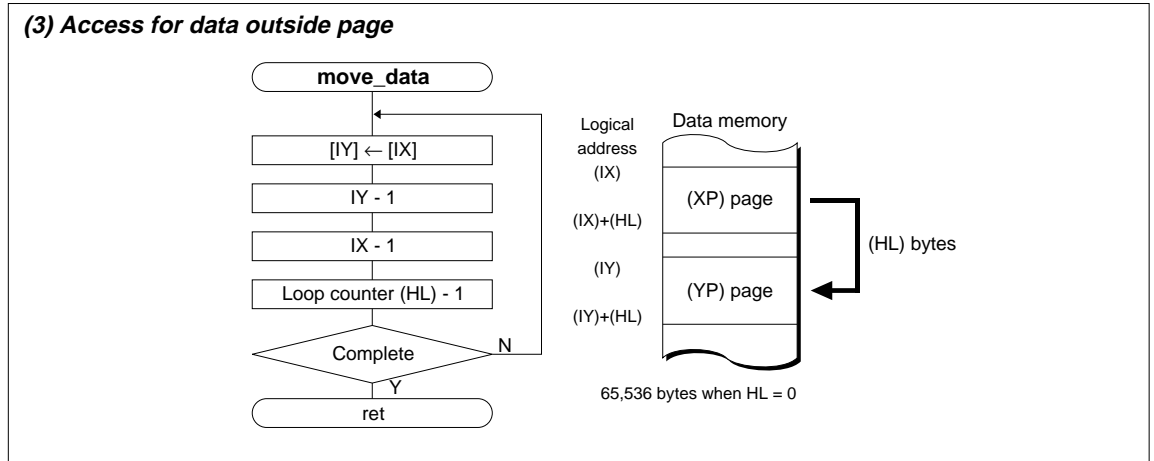 (3) Access for data outside page
move_data
[IY] ← [IX]
IY - 1
IX - 1
Loop counter (HL) - 1
Complete
N
Y
ret
Logical
address
Data memory
(IX)
(XP) page
(IX)+(HL)
(HL) bytes
(IY)
(YP) page
(IY)+(HL)
65,536 bytes when HL = 0